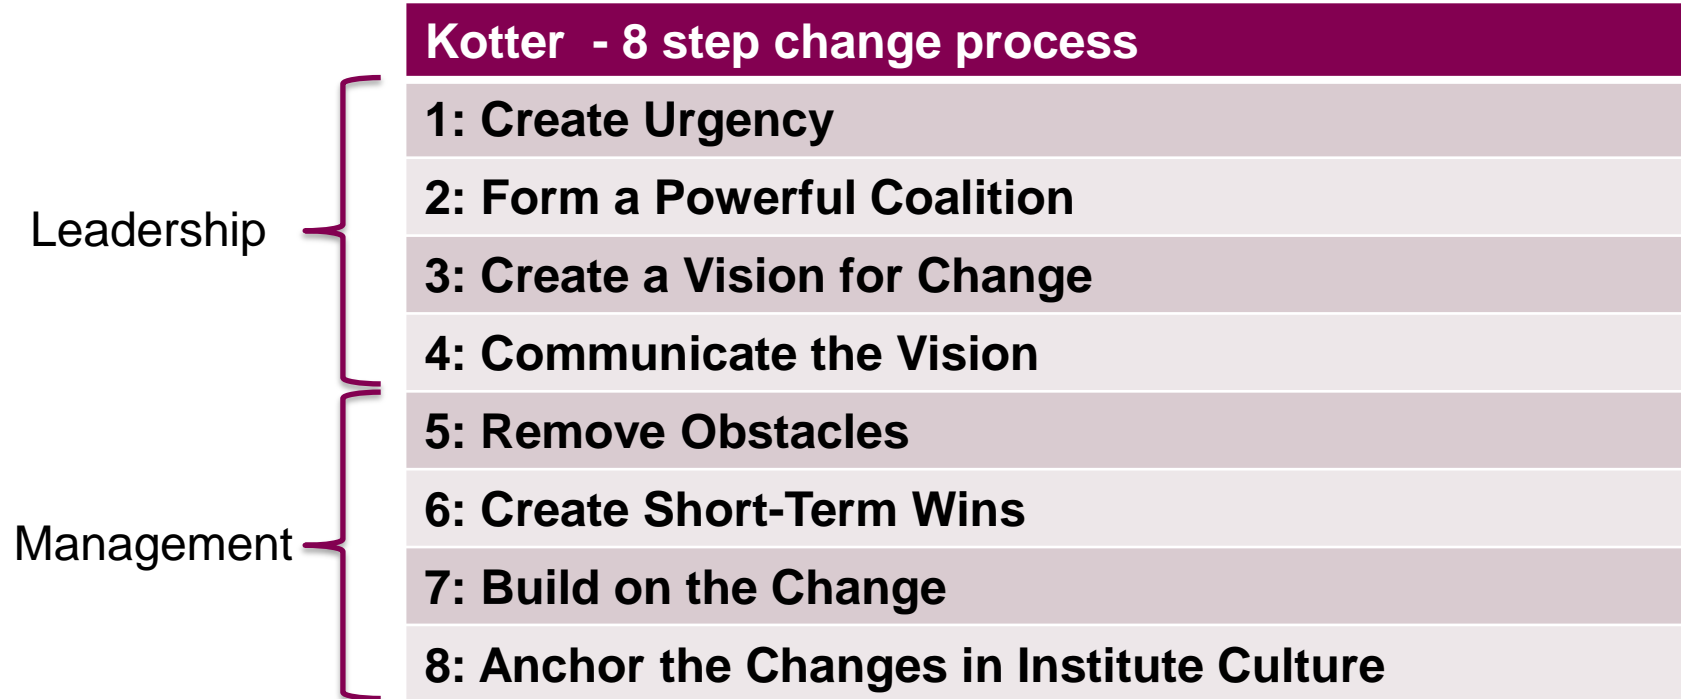 Kotter - 8 step change process
1: Create Urgency
2: Form a Powerful Coalition
Leadership
3: Create a Vision for Change
4: Communicate the Vision
5: Remove Obstacles
6: Create Short-Term Wins
Management
7: Build on the Change
8: Anchor the Changes in Institute Culture